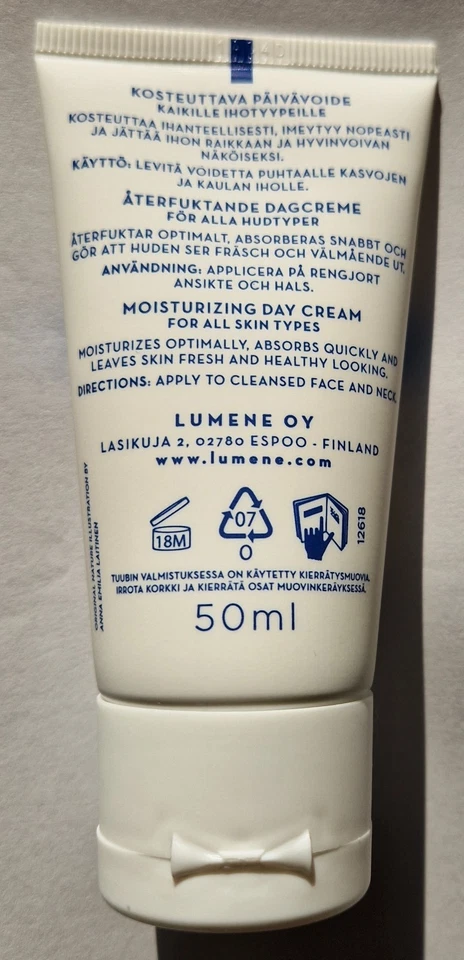 KOSTEUTTAVA PÄIVÄVOIDE
KAIKILLE IHOTYYPEILLE
KOSTEUTTAA IHANTEELLISESTI, IMEYTYY NOPEASTI
JA JÄTTÄÄ IHON RAIKKAAN JA HYVINVOIVAN
NÄKÖISEKSI.
KÄYTTÖ: LEVITÄ VOIDETTA PUHTAALLE KASVOJEN
JA KAULAN IHOLLE.
ÅTERFUKTANDE DAGCREME
FÖR ALLA HUDTYPER
ÅTERFUKTAR OPTIMALT, ABSORBERAS SNABBT OCH
GÖR ATT HUDEN SER FRÄSCH OCH VÄLMÅENDE UT.
ANVÄNDNING: APPLICERA PÅ RENGJORT
ANSIKTE OCH HALS.
MOISTURIZING DAY CREAM
FOR ALL SKIN TYPES
MOISTURIZES OPTIMALLY, ABSORBS QUICKLY AND
LEAVES SKIN FRESH AND HEALTHY LOOKING.
DIRECTIONS: APPLY TO CLEANSED FACE AND NECK.
LUMENE OY
LASIKUJA 2, 02780 ESPOO - FINLAND
www.lumene.com
18M
07
O
12618
ORIGINAL NATURE ILLUSTRATION BY
ANNA EMILIA LAITINEN
TUUBIN VALMISTUKSESSA ON KÄYTETTY KIERRÄTYSMUOVIA.
IRROTA KORKKI JA KIERRÄTÄ OSAT MUOVINKERÄYKSESSÄ.
50ml